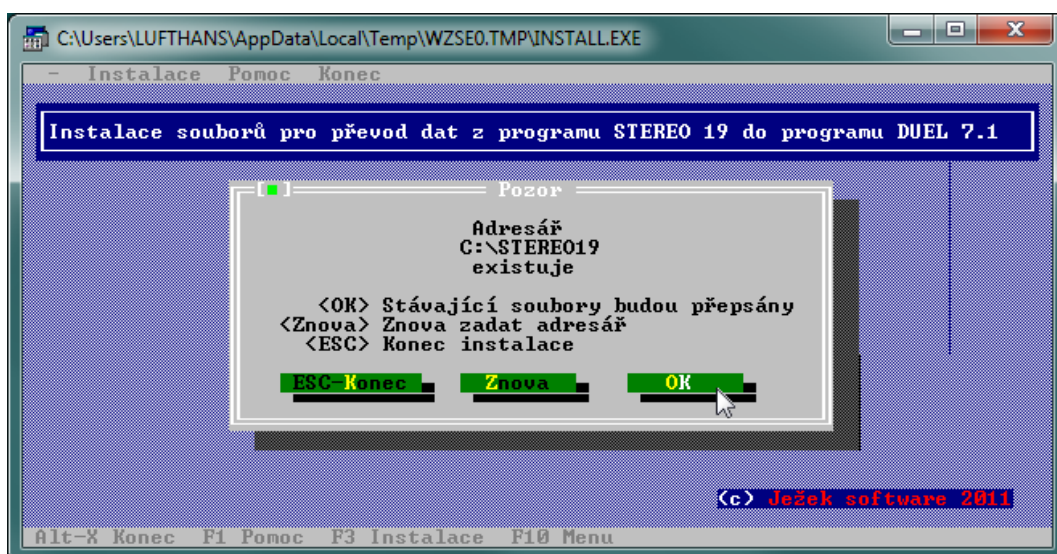 C:\Users\LUFTHANS\AppData\Local\Temp\WZSE0.TMP\INSTALL.EXE
- Instalace Pomoc Konec
Instalace souborů pro převod dat z programu STEREO 19 do programu DUEL 7.1
Pozor
Adresář
C:\STEREO19
existuje
<OK> Stávající soubory budou přepsány
<Znova> Znova zadat adresář
<ESC> Konec instalace
ESC-Konec Znova OK
(c) Ježek software 2011
Alt-X Konec F1 Pomoc F3 Instalace F10 Menu